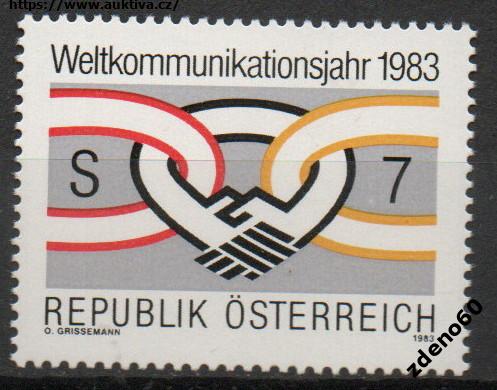 https://www.auktiva.cz/
Weltkommunikationsjahr 1983
S 7
REPUBLIK ÖSTERREICH
O. GRISSEMANN 1983
zdeno60